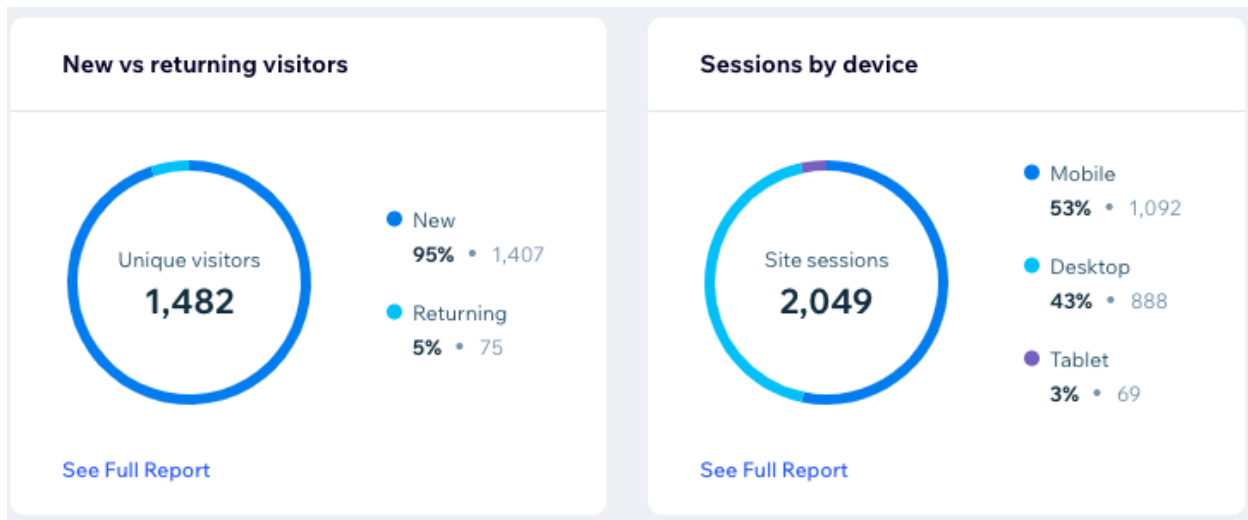 New vs returning visitors
Unique visitors
1,482
New
95% • 1,407
Returning
5% • 75
See Full Report
Sessions by device
Site sessions
2,049
Mobile
53% • 1,092
Desktop
43% • 888
Tablet
3% • 69
See Full Report